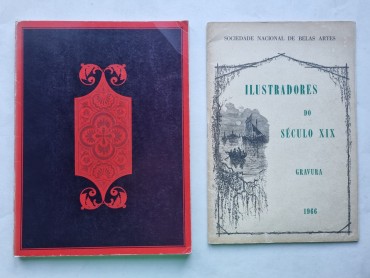 SOCIEDADE NACIONAL DE BELAS ARTES
ILUSTRADORES
DO
SÉCULO XIX
GRAVURA
1966